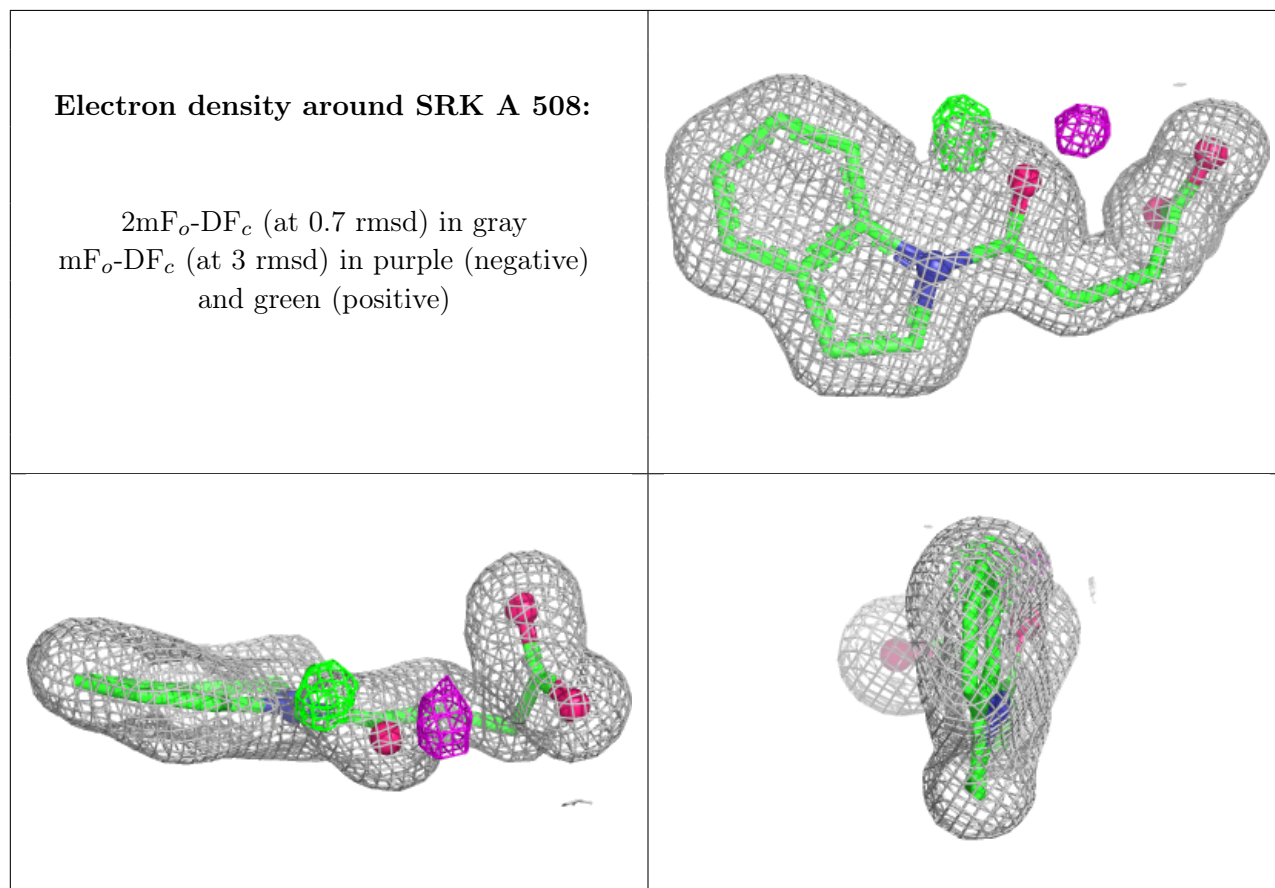 Electron density around SRK A 508:
2mFo-DFc (at 0.7 rmsd) in gray
mFo-DFc (at 3 rmsd) in purple (negative)
and green (positive)